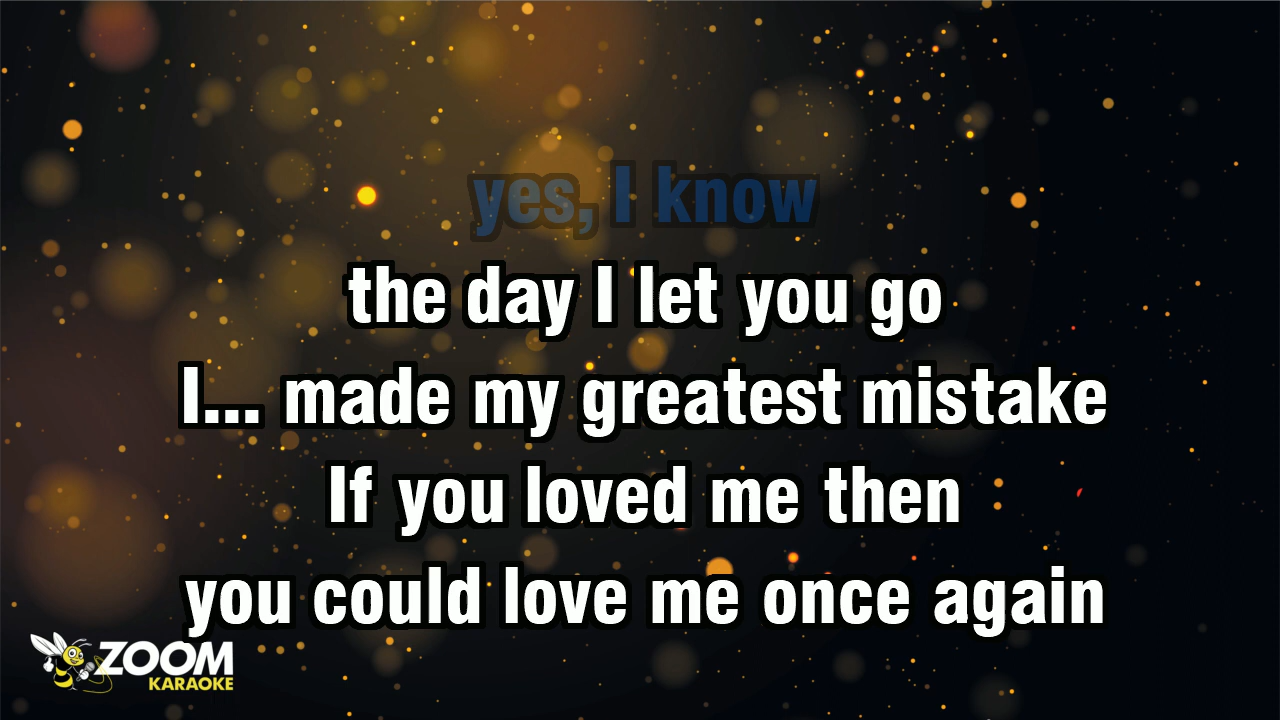 yes, I know
the day I let you go
I... made my greatest mistake
If you loved me then
you could love me once again
ZOOM
KARAOKE